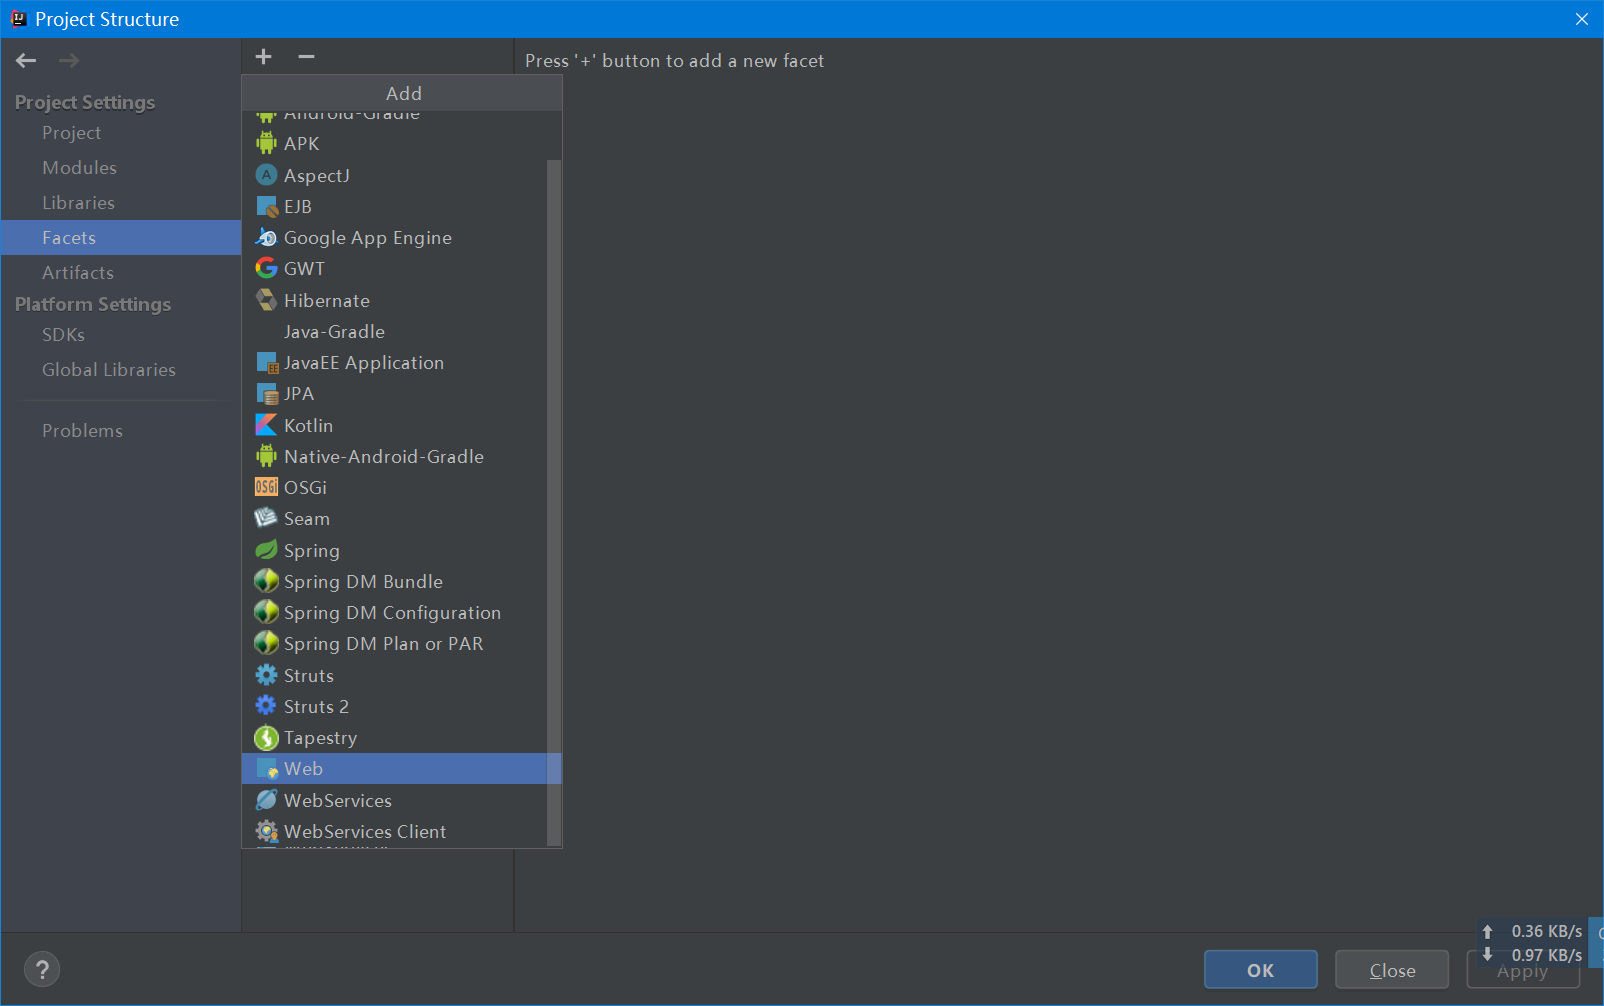 Project Structure
Press '+' button to add a new facet
Project Settings
Project
Modules
Libraries
Facets
Artifacts
Platform Settings
SDKs
Global Libraries
Problems
Add
Android-Gradle
APK
AspectJ
EJB
Google App Engine
GWT
Hibernate
Java-Gradle
JavaEE Application
JPA
Kotlin
Native-Android-Gradle
OSGi
Seam
Spring
Spring DM Bundle
Spring DM Configuration
Spring DM Plan or PAR
Struts
Struts 2
Tapestry
Web
WebServices
WebServices Client
0.36 KB/s
0.97 KB/s
?
OK
Close
Apply